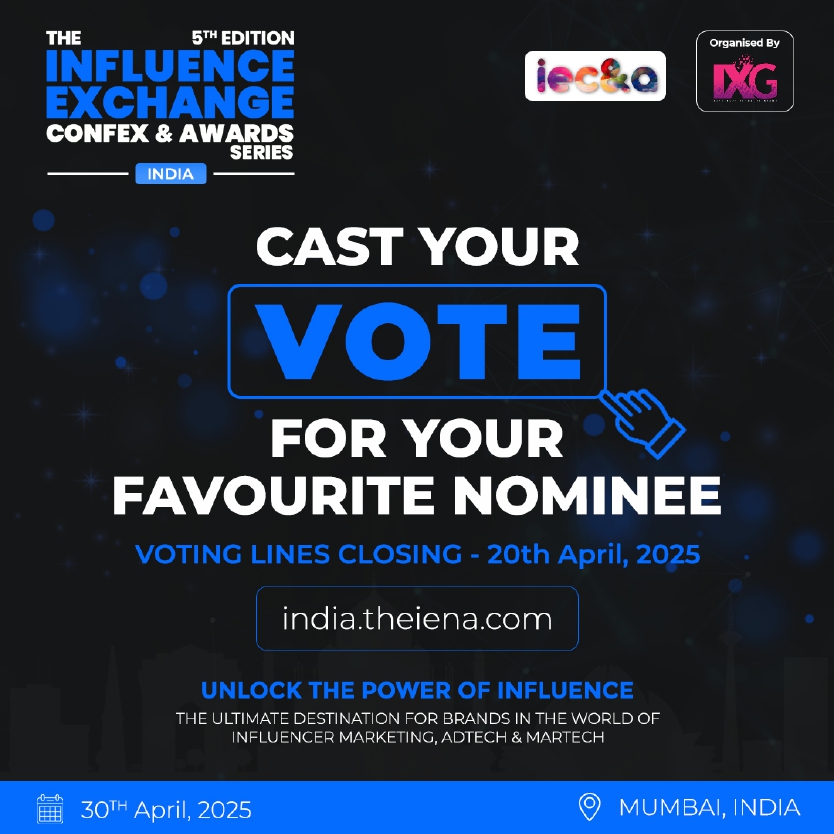 THE 5TH EDITION
INFLUENCE
EXCHANGE
CONFEX & AWARDS
SERIES
INDIA
iec&a
Organised By
IXG
CAST YOUR
VOTE
FOR YOUR
FAVOURITE NOMINEE
VOTING LINES CLOSING - 20th April, 2025
india.theiena.com
UNLOCK THE POWER OF INFLUENCE
THE ULTIMATE DESTINATION FOR BRANDS IN THE WORLD OF
INFLUENCER MARKETING, ADTECH & MARTECH
30TH April, 2025
MUMBAI, INDIA